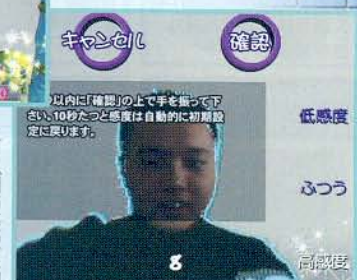 キャンセル
確認
以内に「確認」の上で手を振って下
さい。10秒たつと感度は自動的に初期設
定に戻ります。
低感度
ふつう
8
高感度